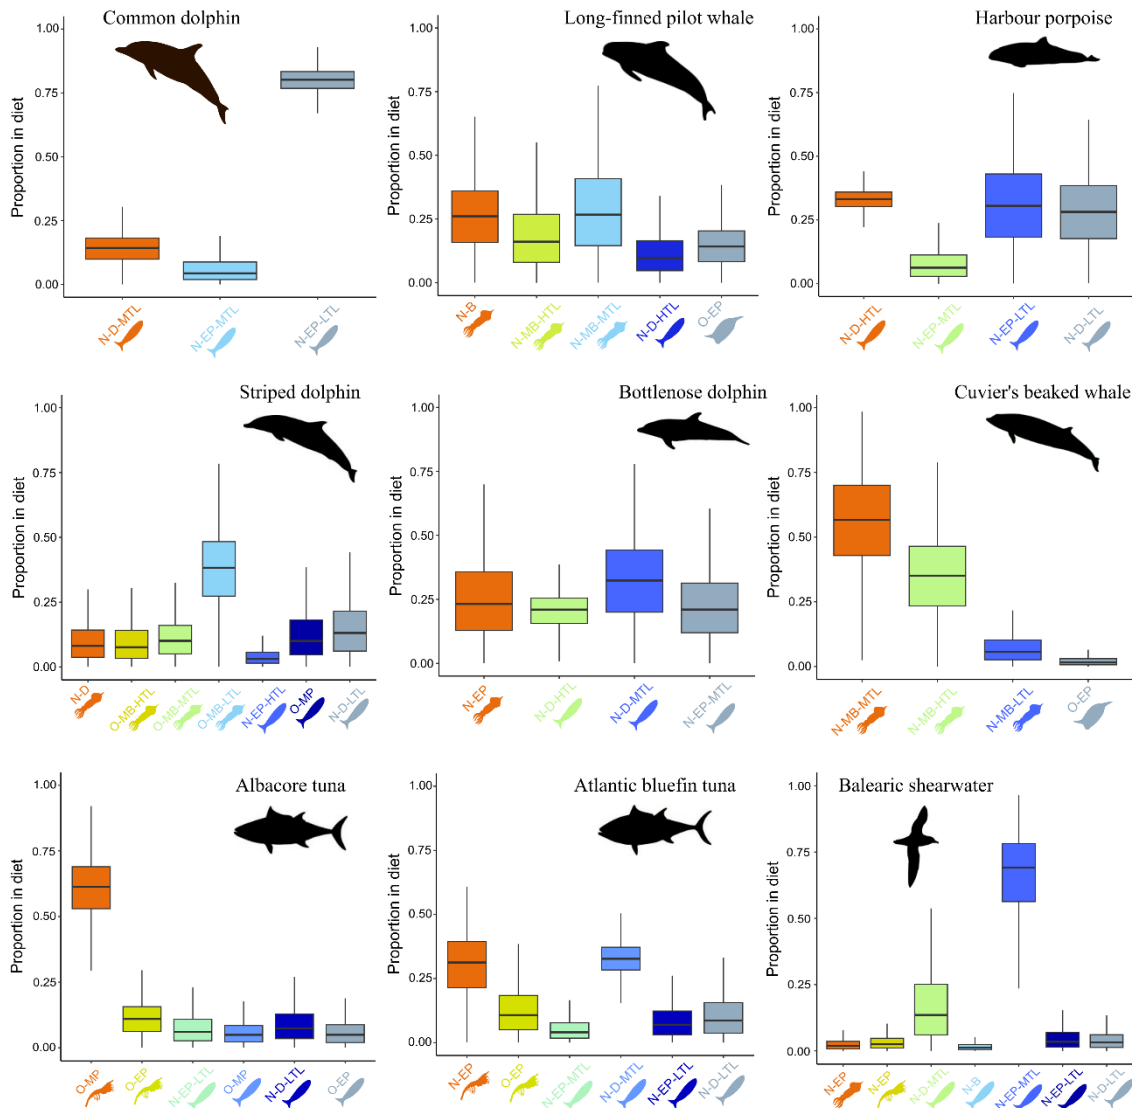 Common dolphin
Proportion in diet
1.00
0.75
0.50
0.25
0.00
N-D-MTL
N-EP-MTL
N-EP-LTL
Long-finned pilot whale
Proportion in diet
1.00
0.75
0.50
0.25
0.00
N-B
N-MB-HTL
N-MB-MTL
N-D-HTL
O-EP
Harbour porpoise
Proportion in diet
1.00
0.75
0.50
0.25
0.00
N-D-HTL
N-EP-MTL
N-EP-LTL
N-D-LTL
Striped dolphin
Proportion in diet
1.00
0.75
0.50
0.25
0.00
N-D
O-MB-HTL
O-MB-MTL
O-MB-LTL
N-EP-HTL
O-MP
N-D-LTL
Bottlenose dolphin
Proportion in diet
1.00
0.75
0.50
0.25
0.00
N-EP
N-D-HTL
N-D-MTL
N-EP-MTL
Cuvier's beaked whale
Proportion in diet
1.00
0.75
0.50
0.25
0.00
N-MB-MTL
N-MB-HTL
N-MB-LTL
O-EP
Albacore tuna
Proportion in diet
1.00
0.75
0.50
0.25
0.00
O-MP
O-EP
N-EP-LTL
O-MP
N-D-LTL
O-EP
Atlantic bluefin tuna
Proportion in diet
1.00
0.75
0.50
0.25
0.00
N-EP
O-EP
N-EP-MTL
N-D-MTL
N-EP-LTL
N-D-LTL
Balearic shearwater
Proportion in diet
1.00
0.75
0.50
0.25
0.00
N-EP
N-EP
N-D-MTL
N-B
N-EP-MTL
N-EP-LTL
N-D-LTL